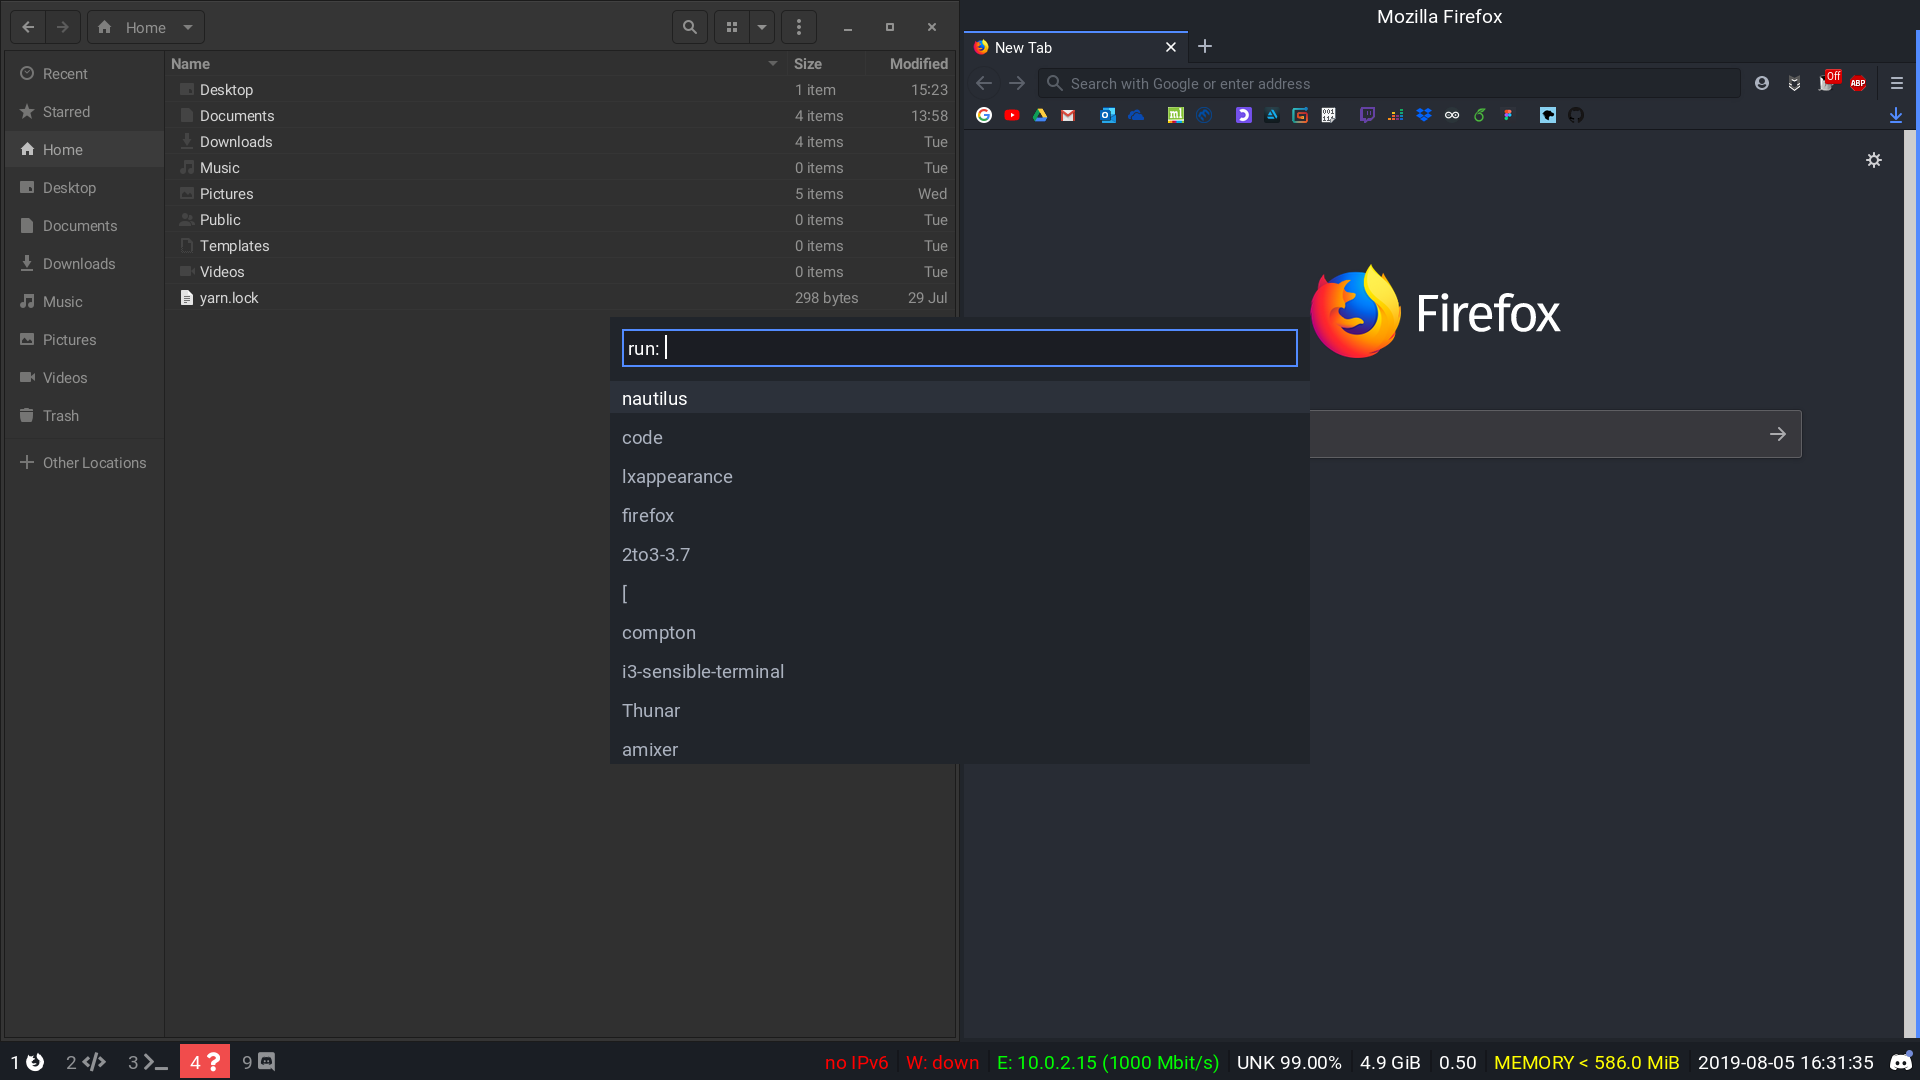 Home
Mozilla Firefox
New Tab
Search with Google or enter address
Off
ABP
Recent
Starred
Home
Desktop
Documents
Downloads
Music
Pictures
Videos
Trash
Other Locations
Name Size Modified
Desktop 1 item 15:23
Documents 4 items 13:58
Downloads 4 items Tue
Music 0 items Tue
Pictures 5 items Wed
Public 0 items Tue
Templates 0 items Tue
Videos 0 items Tue
yarn.lock 298 bytes 29 Jul
Firefox
run:
nautilus
code
lxappearance
firefox
2to3-3.7
[
compton
i3-sensible-terminal
Thunar
amixer
1 2 3 4 9 no IPv6 W: down E: 10.0.2.15 (1000 Mbit/s) UNK 99.00% 4.9 GiB 0.50 MEMORY < 586.0 MiB 2019-08-05 16:31:35